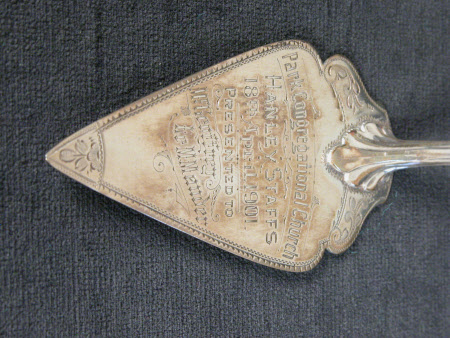 Park Congregational Church
HANLEY STAFFS
18th April 1901
PRESENTED TO